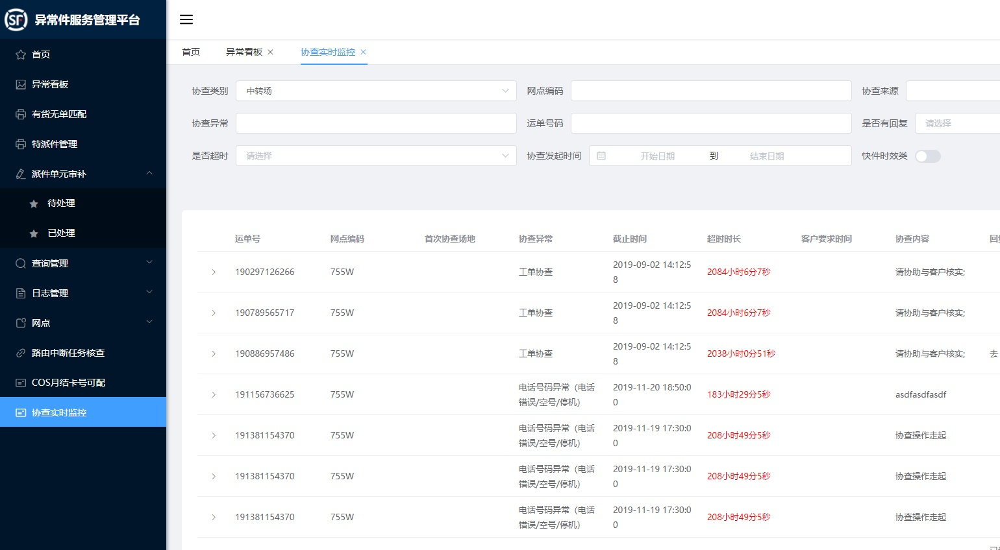 SF 异常件服务管理平台
首页
异常看板
有货无单匹配
特派件管理
派件单元审补
待处理
已处理
查询管理
日志管理
网点
路由中断任务核查
COS月结卡号可配
协查实时监控
首页 异常看板 协查实时监控
协查类别 中转场 网点编码 协查来源
协查异常 运单号码 是否有回复 请选择
是否超时 请选择 协查发起时间 开始日期 到 结束日期 快件时效类
运单号 网点编码 首次协查场地 协查异常 截止时间 超时时长 客户要求时间 协查内容
190297126266 755W 工单协查 2019-09-02 14:12:5
8 2084小时6分7秒 请协助与客户核实;
190789565717 755W 工单协查 2019-09-02 14:12:5
8 2084小时6分7秒 请协助与客户核实;
190886957486 755W 工单协查 2019-09-02 14:12:5
8 2038小时0分51秒 请协助与客户核实; 去
191156736625 755W 电话号码异常（电话
错误/空号/停机） 2019-11-20 18:50:0
0 183小时29分5秒 asdfasdfasdf
191381154370 755W 电话号码异常（电话
错误/空号/停机） 2019-11-19 17:30:0
0 208小时49分5秒 协查操作走起
191381154370 755W 电话号码异常（电话
错误/空号/停机） 2019-11-19 17:30:0
0 208小时49分5秒 协查操作走起
191381154370 755W 电话号码异常（电话
错误/空号/停机） 2019-11-19 17:30:0
0 208小时49分5秒 协查操作走起